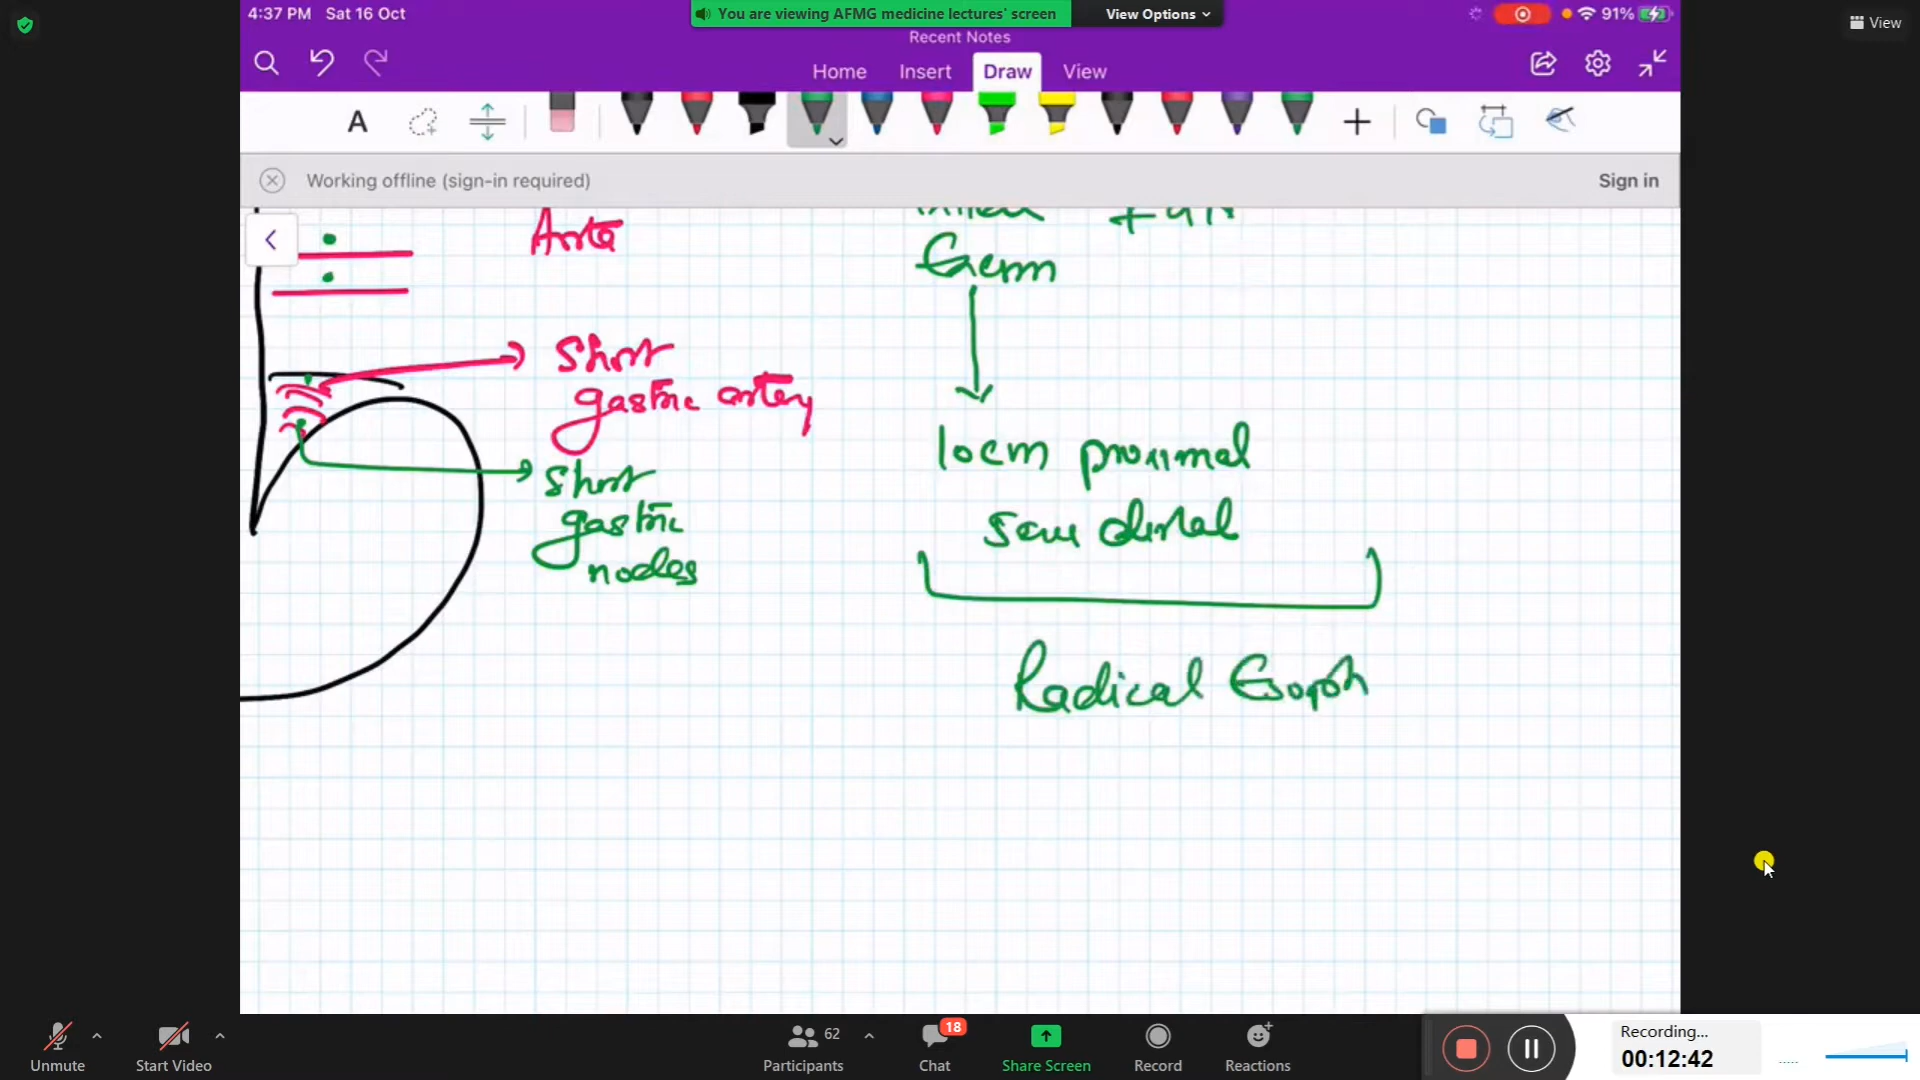 4:37 PM Sat 16 Oct
You are viewing AFMG medicine lectures' screen
View Options
91%
View
Recent Notes
Home Insert Draw View
A
Working offline (sign-in required)
Sign in
Aorta
Short
gastric artery
Short
gastric
nodes
10cm proximal
5cm distal
Radical Esoph
Unmute
Start Video
62
Participants
18
Chat
Share Screen
Record
Reactions
Recording...
00:12:42